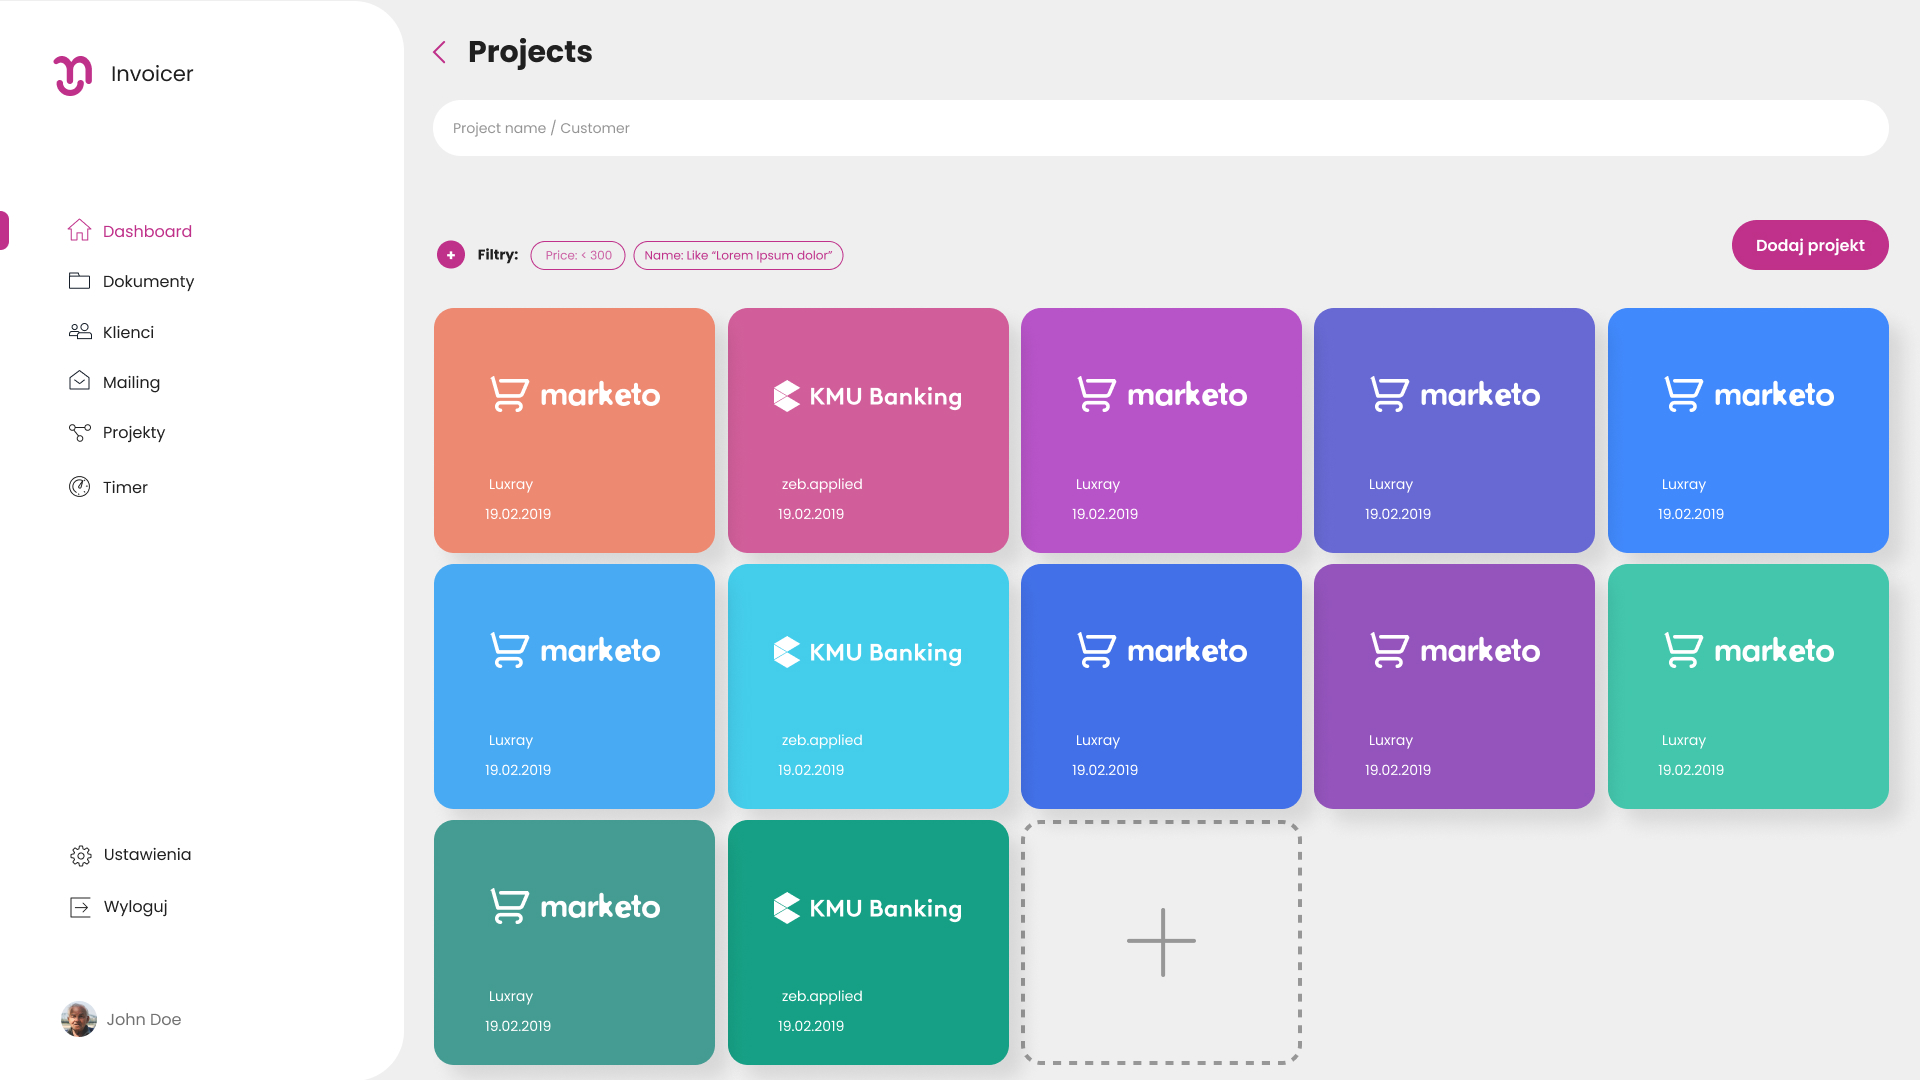 Invoicer
Dashboard
Dokumenty
Klienci
Mailing
Projekty
Timer
Ustawienia
Wyloguj
John Doe
Projects
Project name / Customer
+ Filtry: Price: < 300 Name: Like “Lorem Ipsum dolor”
Dodaj projekt
marketo
Luxray
19.02.2019
KMU Banking
zeb.applied
19.02.2019
marketo
Luxray
19.02.2019
marketo
Luxray
19.02.2019
marketo
Luxray
19.02.2019
marketo
Luxray
19.02.2019
KMU Banking
zeb.applied
19.02.2019
marketo
Luxray
19.02.2019
marketo
Luxray
19.02.2019
marketo
Luxray
19.02.2019
marketo
Luxray
19.02.2019
KMU Banking
zeb.applied
19.02.2019